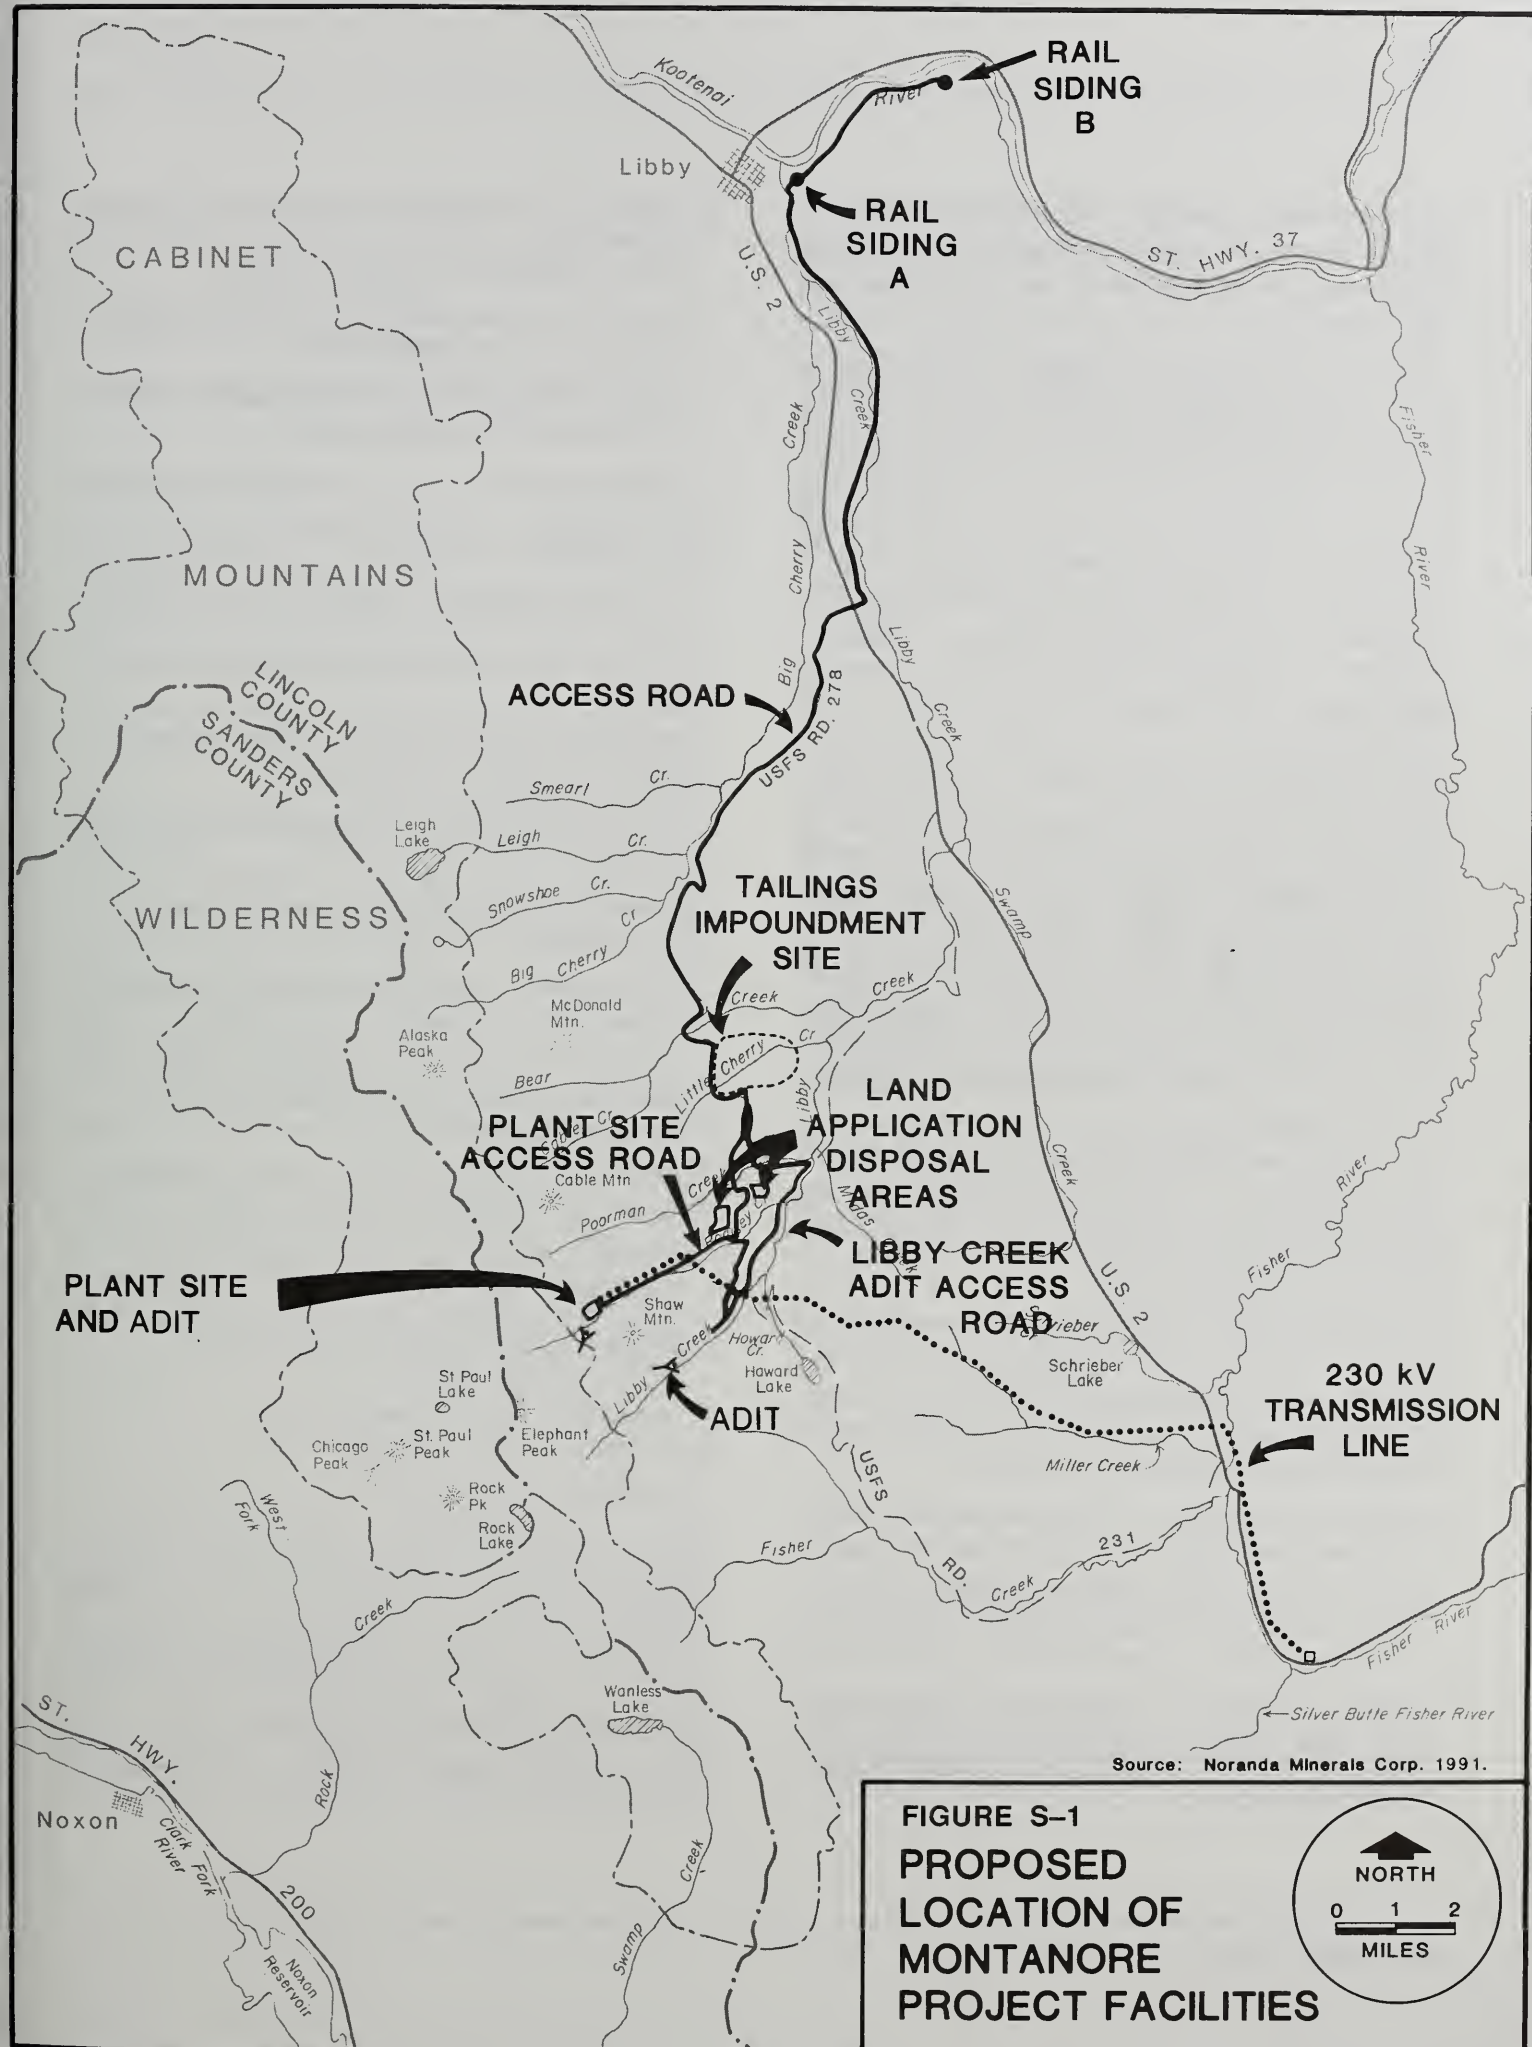 Kootenai
River
RAIL
SIDING
B
Libby
RAIL
SIDING
A
ST. HWY. 37
CABINET
U.S. 2
Libby
Creek
Creek
Fisher
River
Cherry
Big
MOUNTAINS
Libby
Creek
LINCOLN
COUNTY
SANDERS
COUNTY
ACCESS ROAD
USFS RD. 278
Smearl Cr.
Leigh
Lake
Leigh Cr.
Snowshoe Cr.
Swamp
Creek
WILDERNESS
TAILINGS
IMPOUNDMENT
SITE
Big Cherry Cr
Creek
Creek
McDonald
Mtn.
Alaska
Peak
Bear
Little Cherry Cr
Libby
LAND
APPLICATION
DISPOSAL
AREAS
PLANT SITE
ACCESS ROAD
Cr
Cable Mtn
Poorman Creek
Midas
River
Fisher
LIBBY CREEK
ADIT ACCESS
ROAD
U.S. 2
PLANT SITE
AND ADIT
Shaw
Mtn.
Howard
Cr.
Howard
Lake
Schrieber
Lake
Libby Creek
ADIT
230 kV
TRANSMISSION
LINE
St Paul
Lake
St. Paul
Peak
Elephant
Peak
Chicago
Peak
Rock
Pk
Rock
Lake
Miller Creek
West
Fork
USFS
RD.
231
Fisher
Creek
Creek
Rock
Fisher River
Silver Butte Fisher River
Wanless
Lake
ST.
HWY.
200
Noxon
Clark Fork
River
Noxon
Reservoir
Creek
Swamp
Source: Noranda Minerals Corp. 1991.
FIGURE S-1
PROPOSED
LOCATION OF
MONTANORE
PROJECT FACILITIES
NORTH
0 1 2
MILES